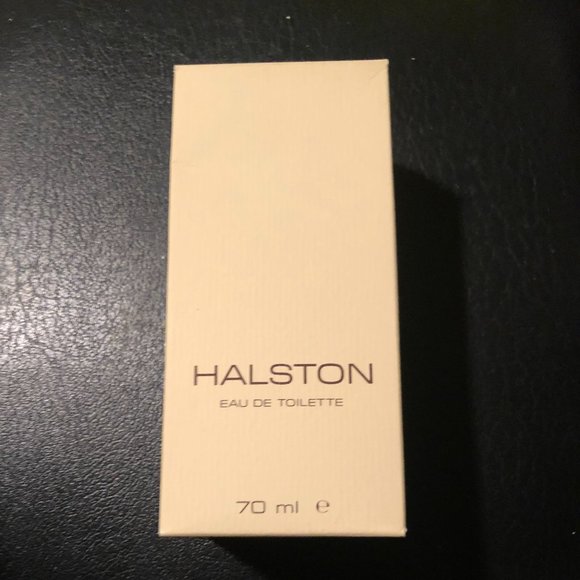 HALSTON
EAU DE TOILETTE
70 ml ℮